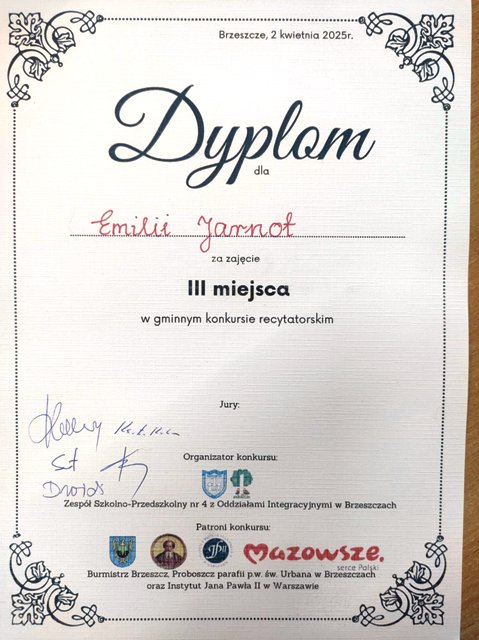 Brzeszcze, 2 kwietnia 2025r.
Dyplom
dla
Emilii Jarnot
za zajęcie
III miejsca
w gminnym konkursie recytatorskim
Jury:
Organizator konkursu:
Zespół Szkolno-Przedszkolny nr 4 z Oddziałami Integracyjnymi w Brzeszczach
Patroni konkursu:
JPII
Mazowsze.
serce Polski
Burmistrz Brzeszcz, Proboszcz parafii p.w. św. Urbana w Brzeszczach
oraz Instytut Jana Pawła II w Warszawie